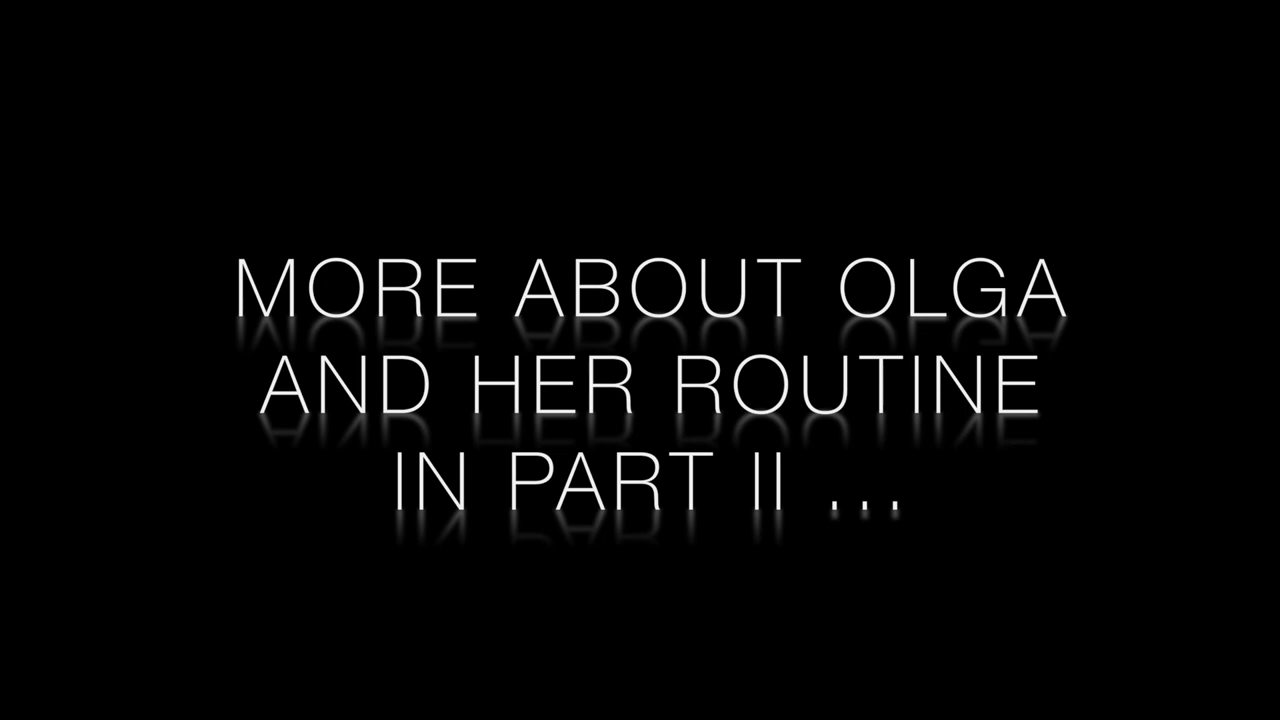 MORE ABOUT OLGA
AND HER ROUTINE
IN PART II ...